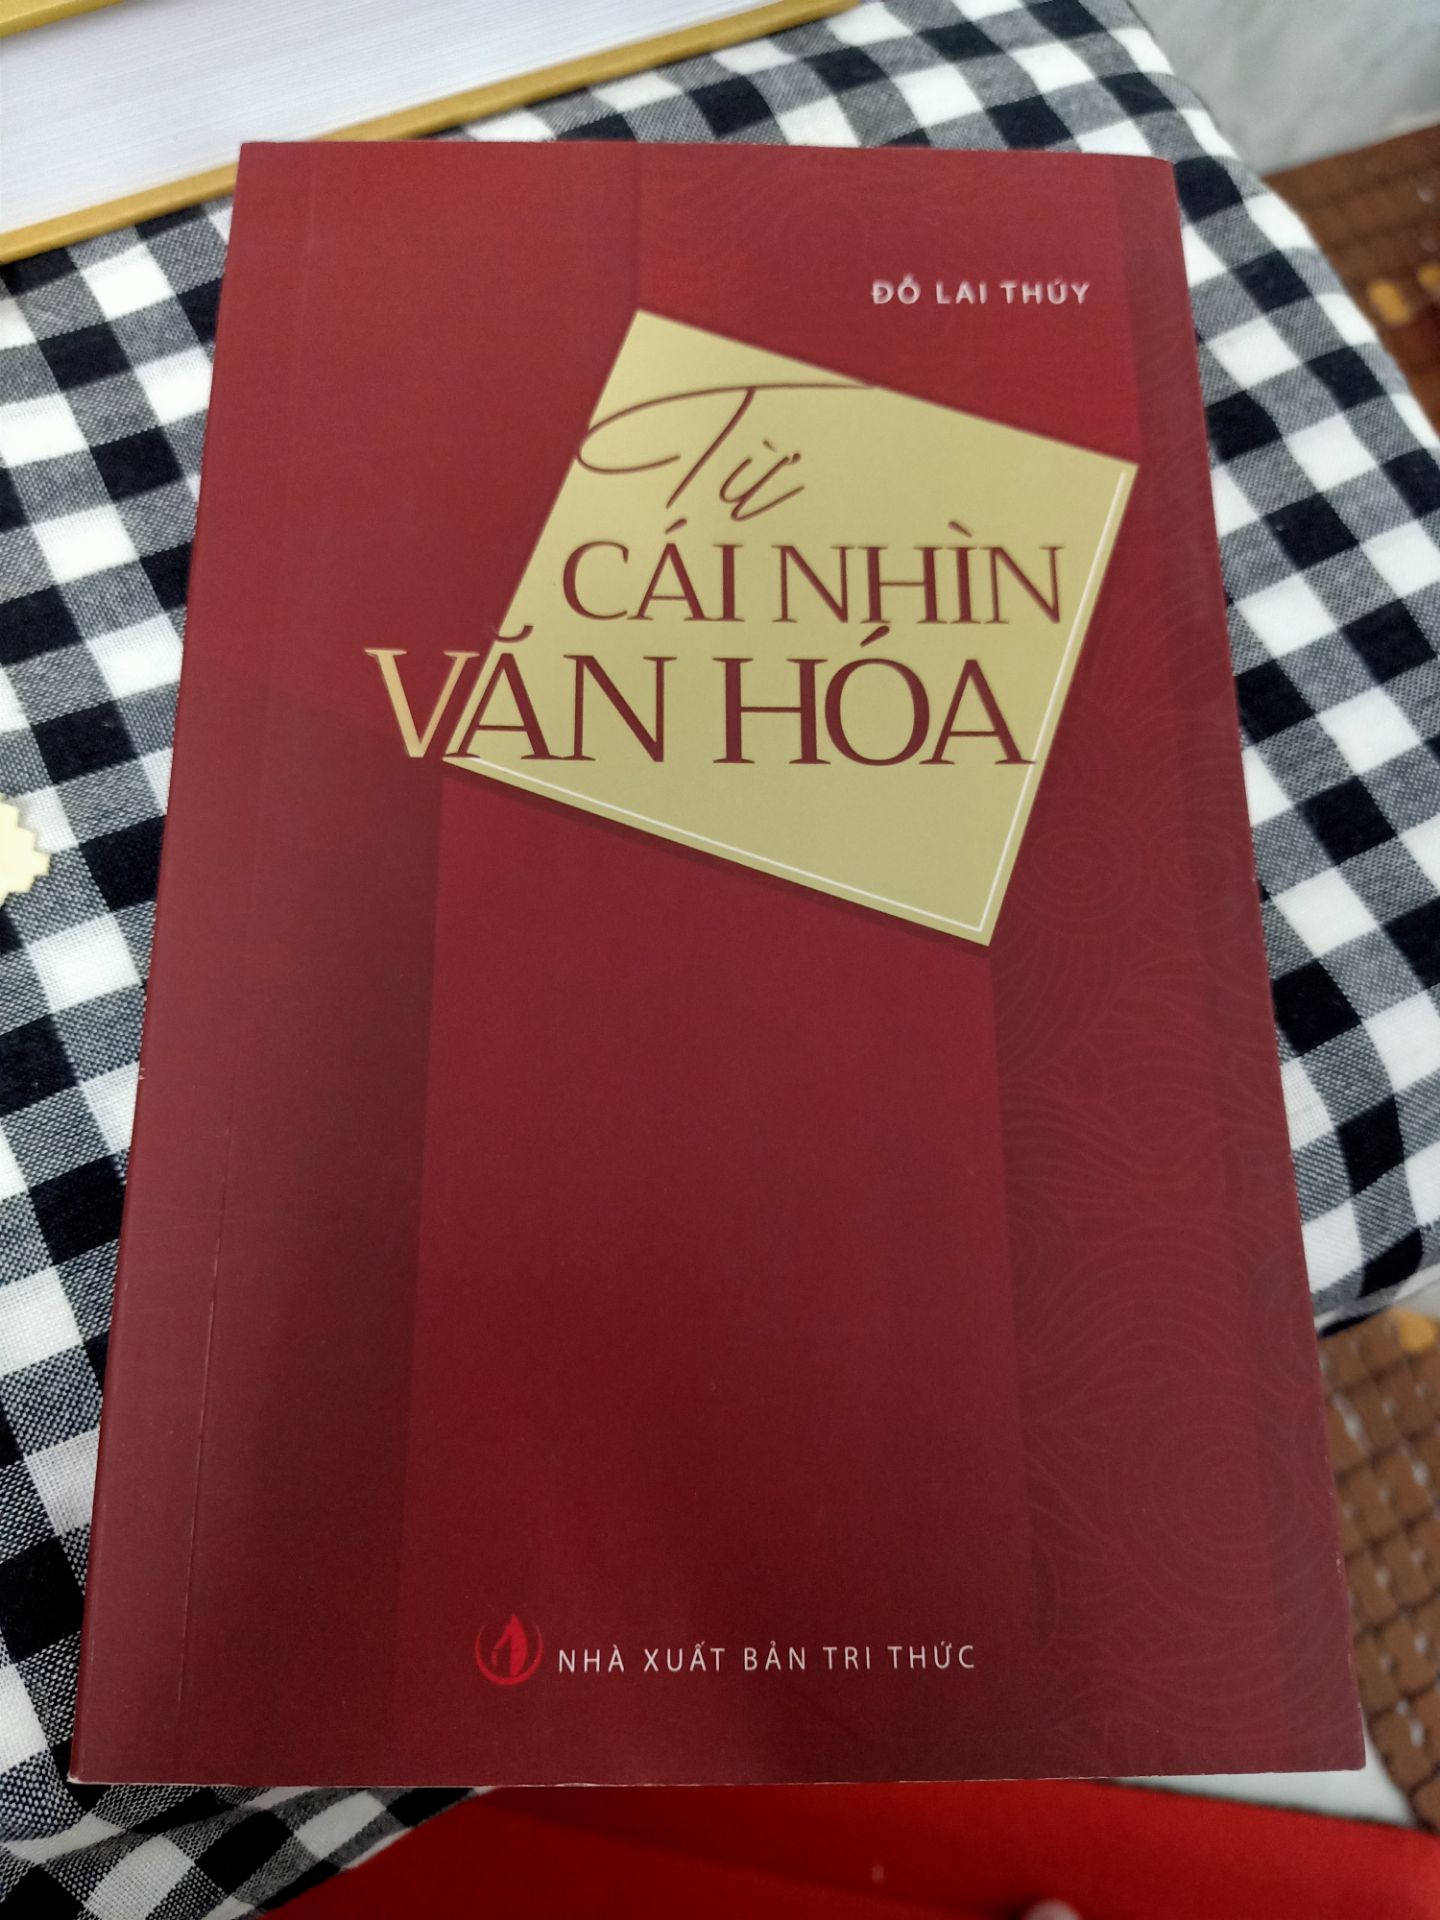 ĐỖ LAI THÚY
Từ
CÁI NHÌN
VĂN HÓA
NHÀ XUẤT BẢN TRI THỨC